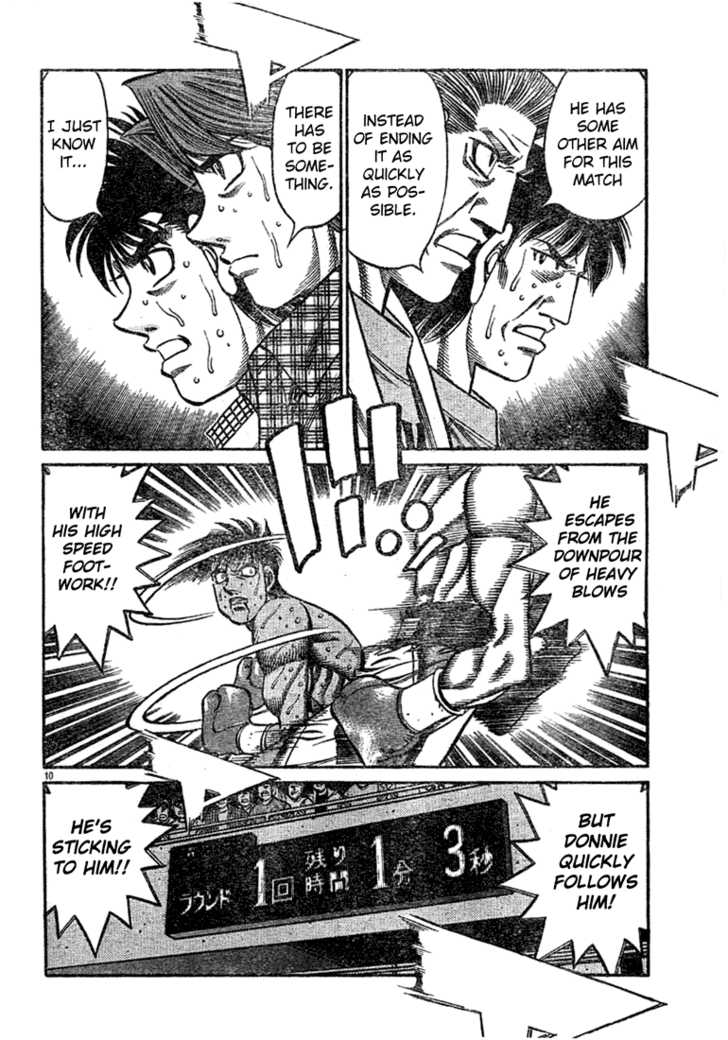 HE HAS
SOME
OTHER AIM
FOR THIS
MATCH
INSTEAD
OF ENDING
IT AS
QUICKLY
AS POS-
SIBLE.
THERE
HAS
TO BE
SOME-
THING.
I JUST
KNOW
IT...
HE
ESCAPES
FROM THE
DOWNPOUR
OF HEAVY
BLOWS
WITH
HIS HIGH
SPEED
FOOT-
WORK!!
10
BUT
DONNIE
QUICKLY
FOLLOWS
HIM!
HE'S
STICKING
TO HIM!!
ラウンド 1回 残り時間 1分 3秒